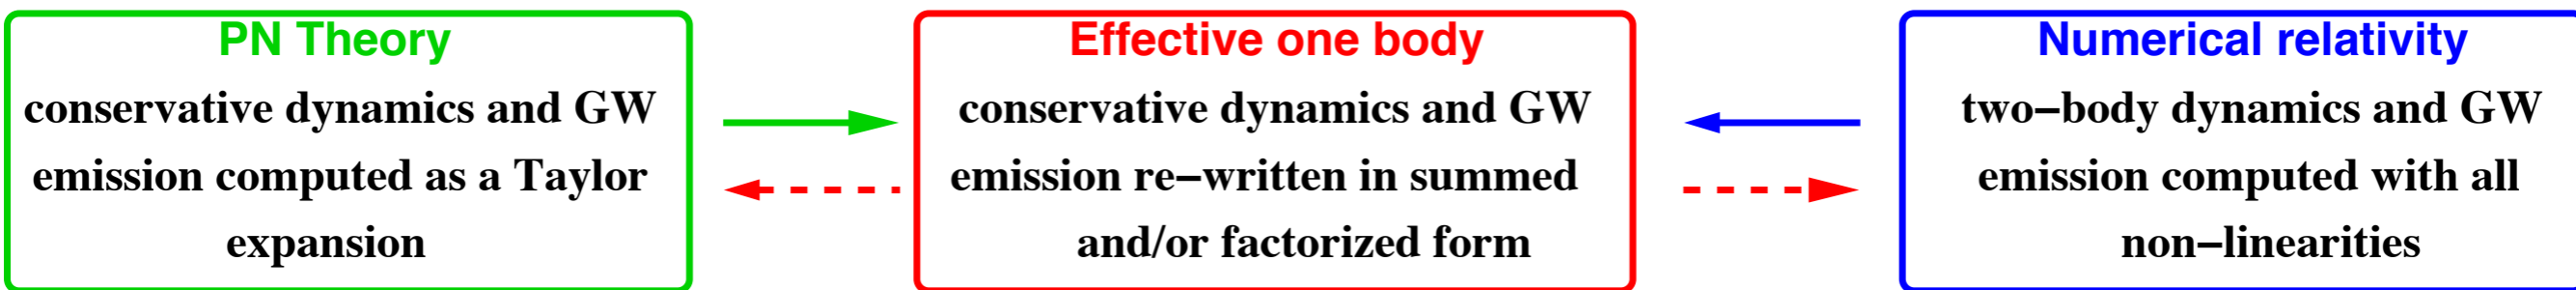 PN Theory
conservative dynamics and GW
emission computed as a Taylor
expansion
Effective one body
conservative dynamics and GW
emission re−written in summed
and/or factorized form
Numerical relativity
two−body dynamics and GW
emission computed with all
non−linearities